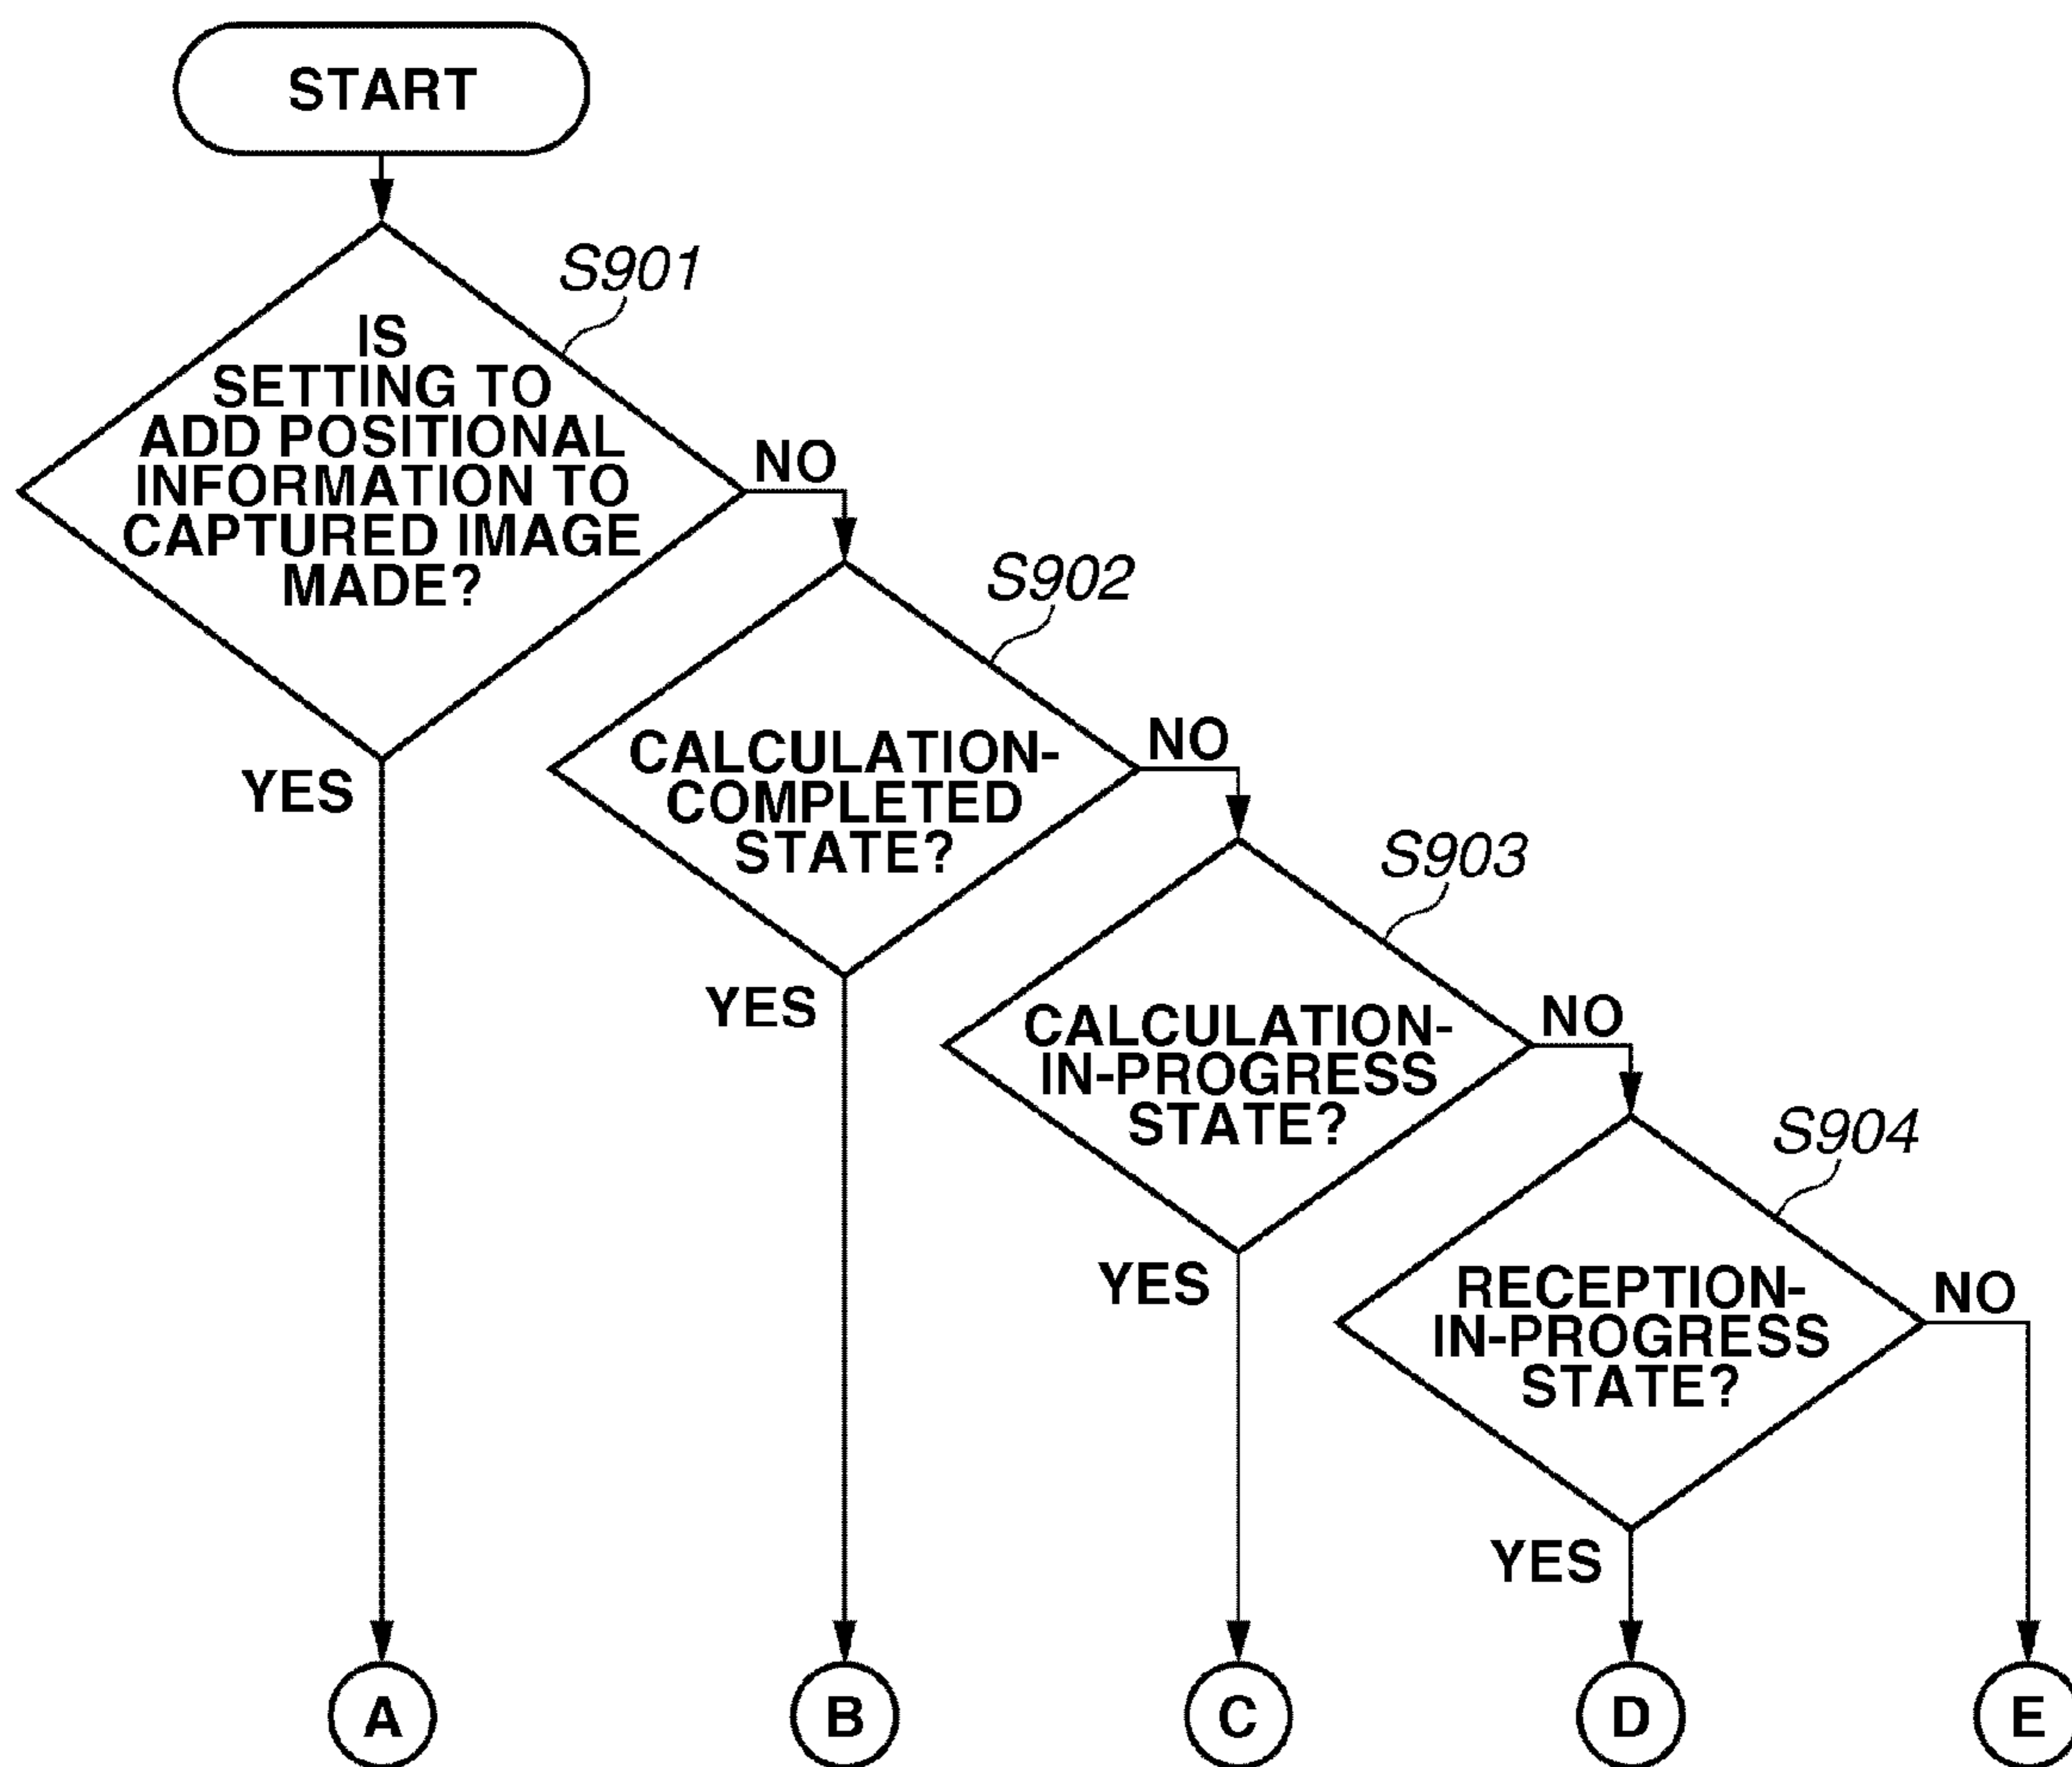 START
S901
IS
SETTING TO
ADD POSITIONAL
INFORMATION TO
CAPTURED IMAGE
MADE?
NO
YES
S902
CALCULATION-
COMPLETED
STATE?
NO
YES
S903
CALCULATION-
IN-PROGRESS
STATE?
NO
YES
S904
RECEPTION-
IN-PROGRESS
STATE?
NO
YES
A
B
C
D
E